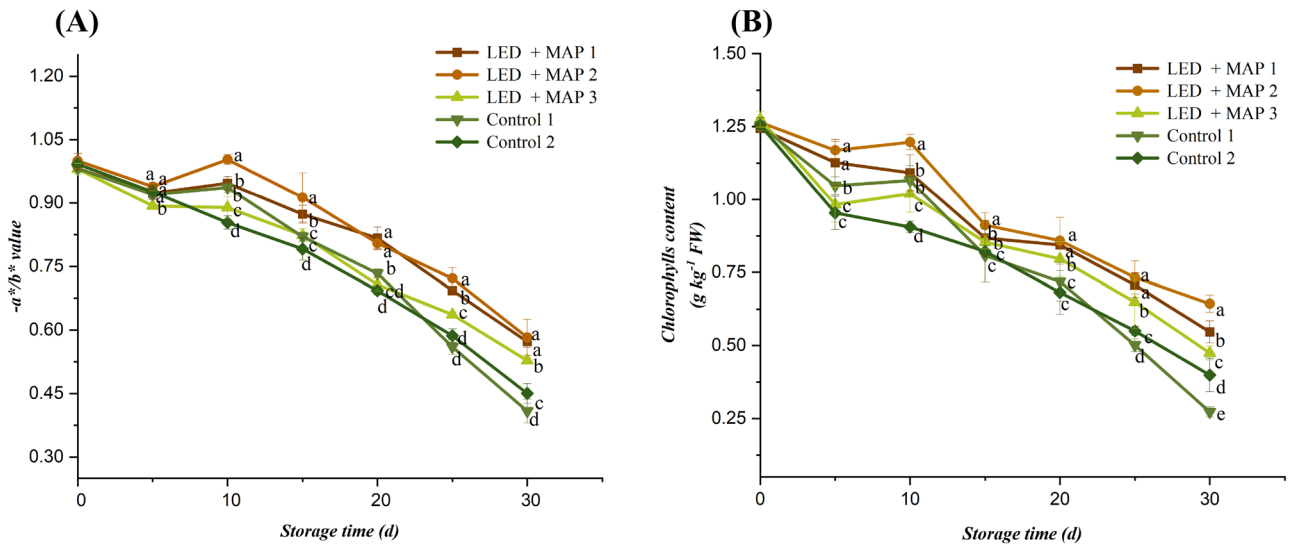 (A)
LED + MAP 1
LED + MAP 2
LED + MAP 3
Control 1
Control 2
1.20
1.05
0.90
0.75
0.60
0.45
0.30
-a*/b* value
a
a
a
a
b
a
b
b
c
d
a
b
c
c
d
a
a
b
cd
d
a
b
c
d
d
a
a
b
c
d
0
10
20
30
Storage time (d)
(B)
LED + MAP 1
LED + MAP 2
LED + MAP 3
Control 1
Control 2
1.50
1.25
1.00
0.75
0.50
0.25
Chlorophylls content
(g kg-1 FW)
a
a
b
b
c
a
b
b
c
d
a
b
b
c
c
a
a
b
c
c
a
a
b
c
d
a
b
c
d
e
0
10
20
30
Storage time (d)